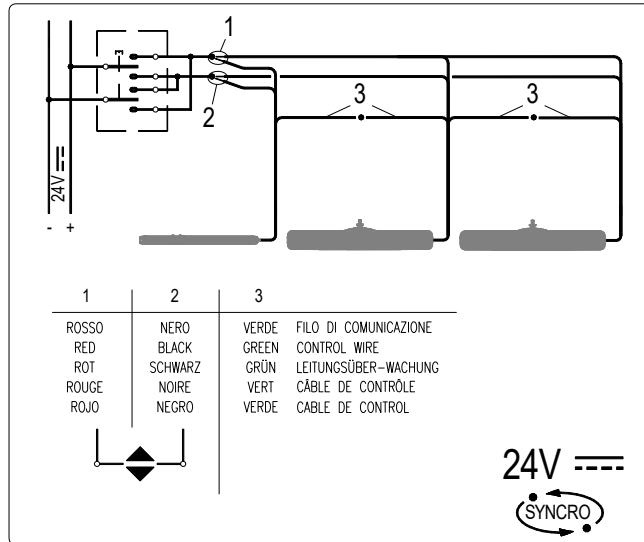 1
2
3
3
24V
- +
1 2 3
ROSSO NERO VERDE FILO DI COMUNICAZIONE
RED BLACK GREEN CONTROL WIRE
ROT SCHWARZ GRÜN LEITUNGSÜBER-WACHUNG
ROUGE NOIRE VERT CÂBLE DE CONTRÔLE
ROJO NEGRO VERDE CABLE DE CONTROL
24V
SYNCRO